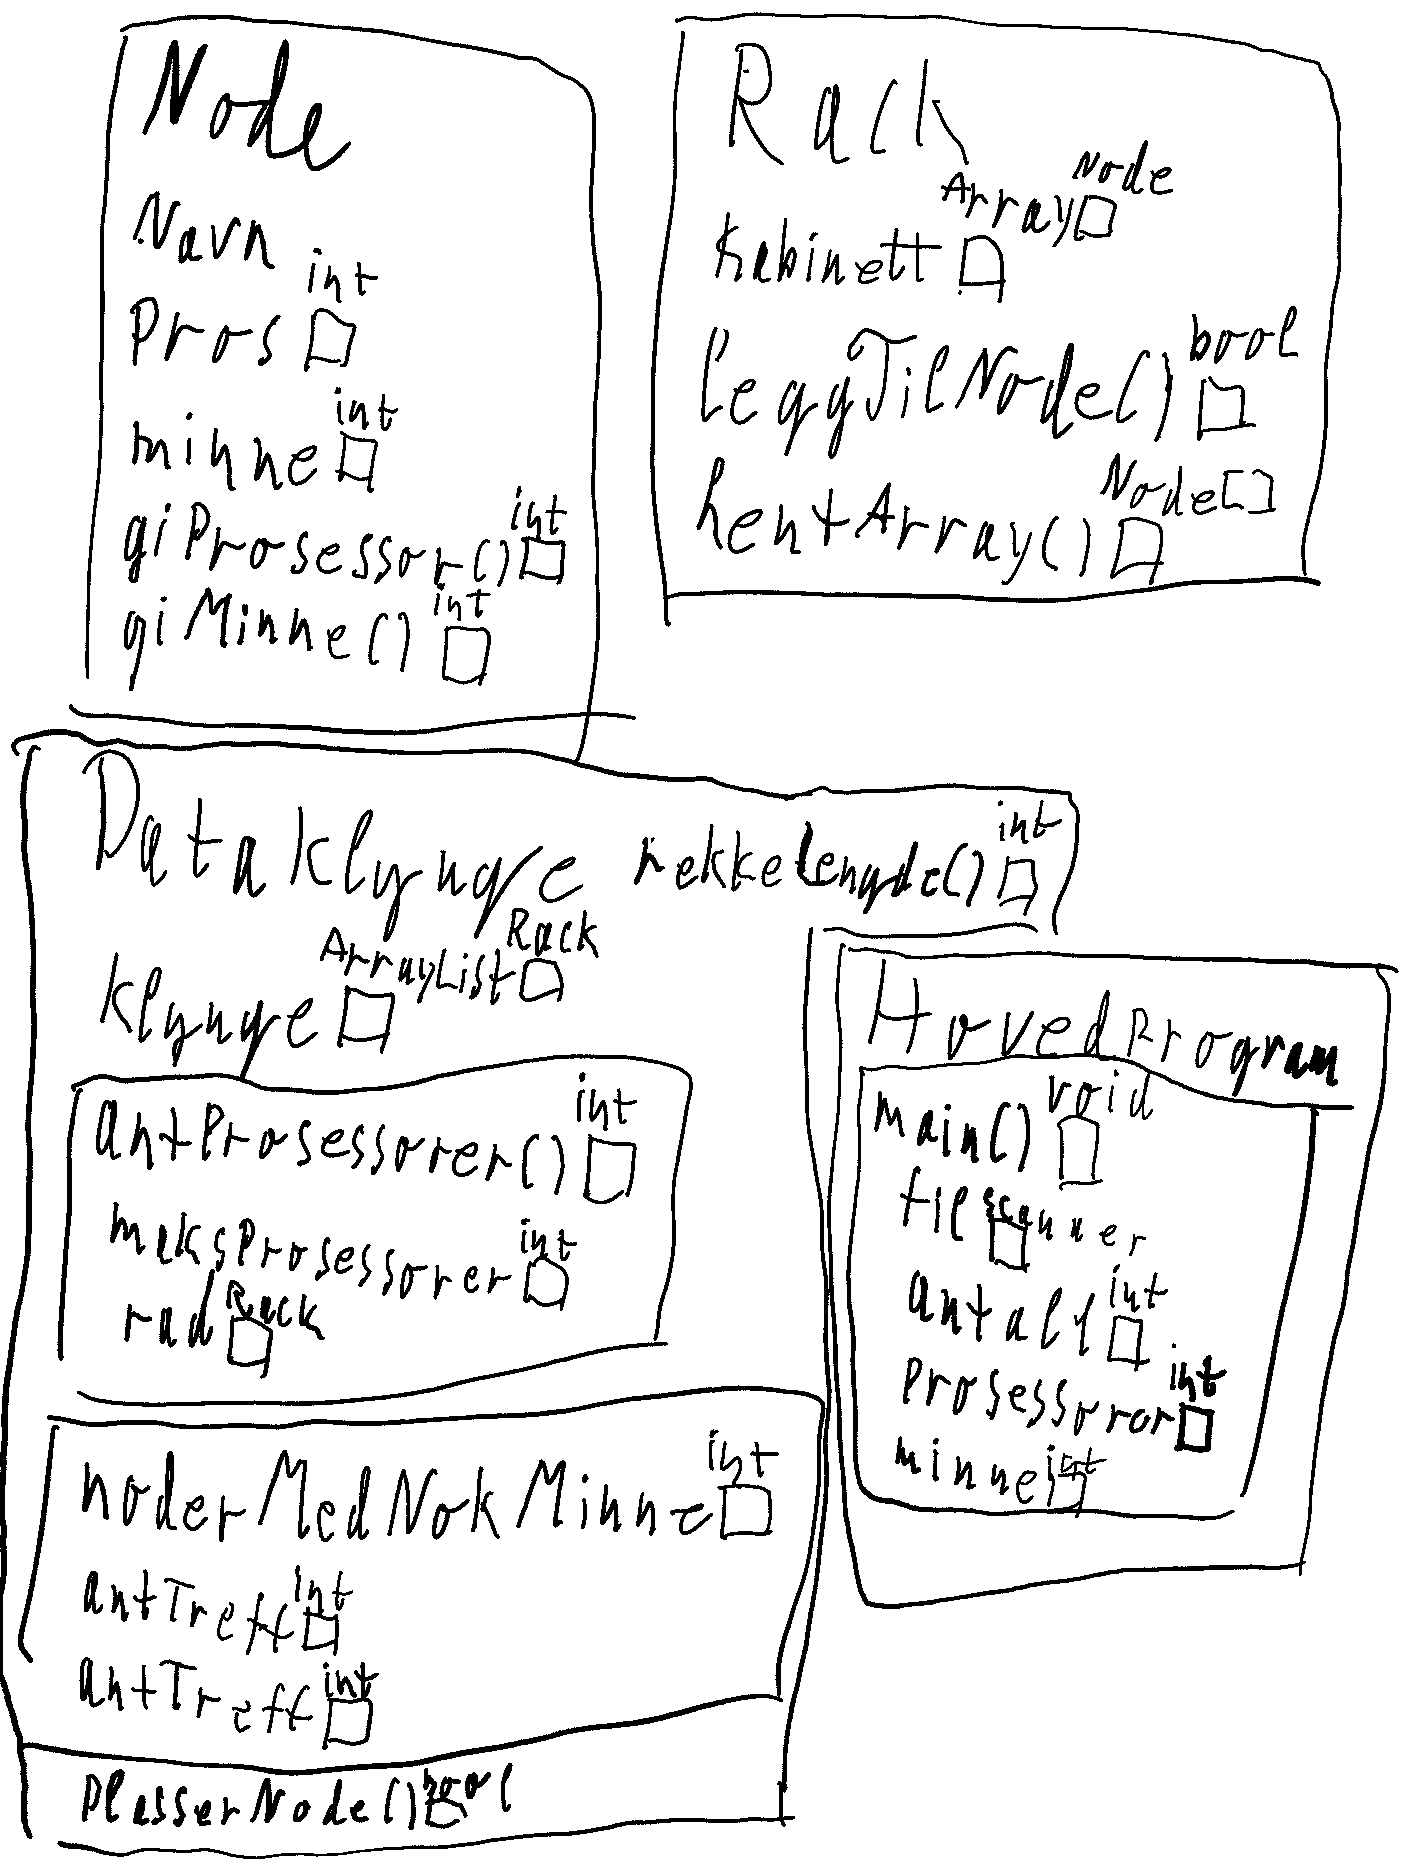 Node
Navn
int
Pros
int
minne
int
giProsessor()
int
giMinne()
Rack
Array Node
Kabinett
bool
leggTilNode()
Node[]
hentArray()
DataKlynge
int
rekkelengde()
ArrayList Rack
Klynge
int
antProsessorer()
int
maksProsessorer
Rack
rad
int
noderMedNokMinne
int
antTreff
int
antTreff
bool
PlasserNode()
HovedProgram
void
main()
scanner
fil
int
antall
int
Prosessorer
int
minne